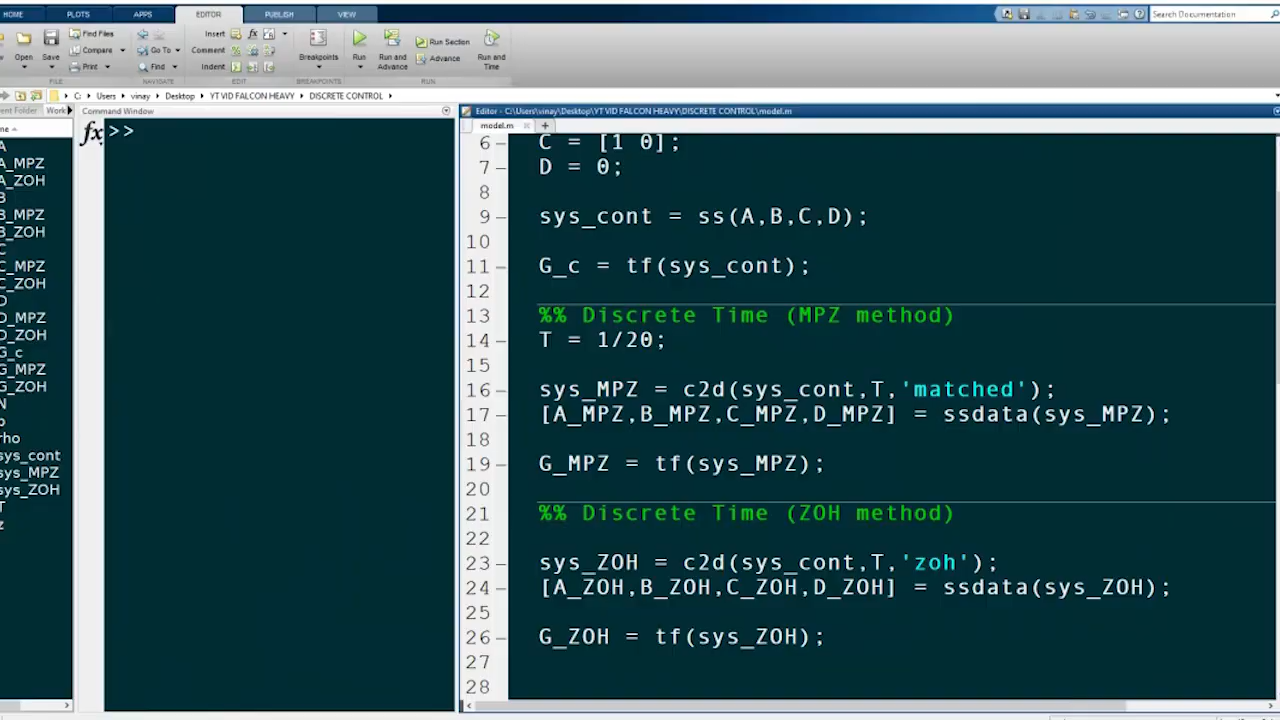 HOME PLOTS APPS EDITOR PUBLISH VIEW
Search Documentation
Open Save Find Files Compare Print
Go To Find
Insert Comment Indent
Breakpoints
Run Run and Advance Run Section Advance Run and Time
FILE NAVIGATE EDIT BREAKPOINTS RUN
C: Users vinay Desktop YT VID FALCON HEAVY DISCRETE CONTROL
Work
Command Window
Editor - C:\Users\vinay\Desktop\YT VID FALCON HEAVY\DISCRETE CONTROL\model.m
model.m
A
A_MPZ
A_ZOH
B
B_MPZ
B_ZOH
C
C_MPZ
C_ZOH
D
D_MPZ
D_ZOH
G_c
G_MPZ
G_ZOH
N
rho
sys_cont
sys_MPZ
sys_ZOH
T
z
fx >>
6 C = [1 0];
7 – D = 0;
8
9 – sys_cont = ss(A,B,C,D);
10
11 – G_c = tf(sys_cont);
12
13 %% Discrete Time (MPZ method)
14 – T = 1/20;
15
16 – sys_MPZ = c2d(sys_cont,T,'matched');
17 – [A_MPZ,B_MPZ,C_MPZ,D_MPZ] = ssdata(sys_MPZ);
18
19 – G_MPZ = tf(sys_MPZ);
20
21 %% Discrete Time (ZOH method)
22
23 – sys_ZOH = c2d(sys_cont,T,'zoh');
24 – [A_ZOH,B_ZOH,C_ZOH,D_ZOH] = ssdata(sys_ZOH);
25
26 – G_ZOH = tf(sys_ZOH);
27
28